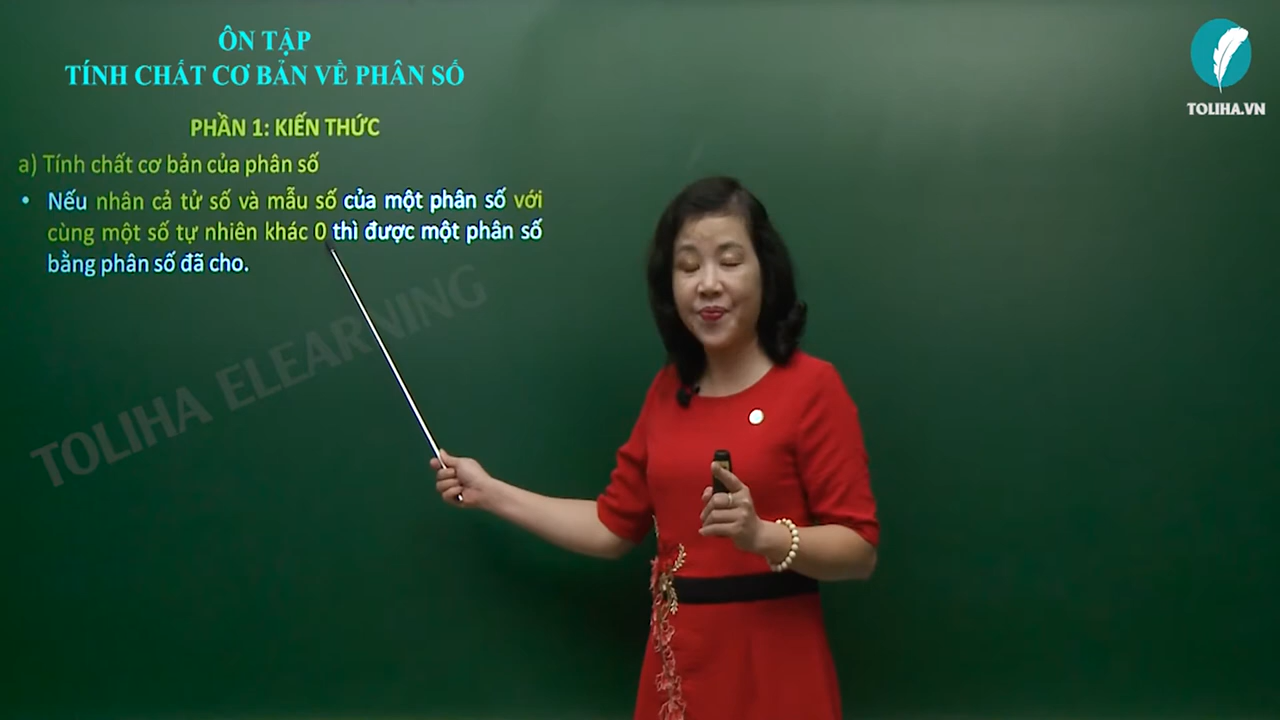 ÔN TẬP
TÍNH CHẤT CƠ BẢN VỀ PHÂN SỐ
TOLIHA.VN
PHẦN 1: KIẾN THỨC
a) Tính chất cơ bản của phân số
• Nếu nhân cả tử số và mẫu số của một phân số với
cùng một số tự nhiên khác 0 thì được một phân số
bằng phân số đã cho.
TOLIHA ELEARNING